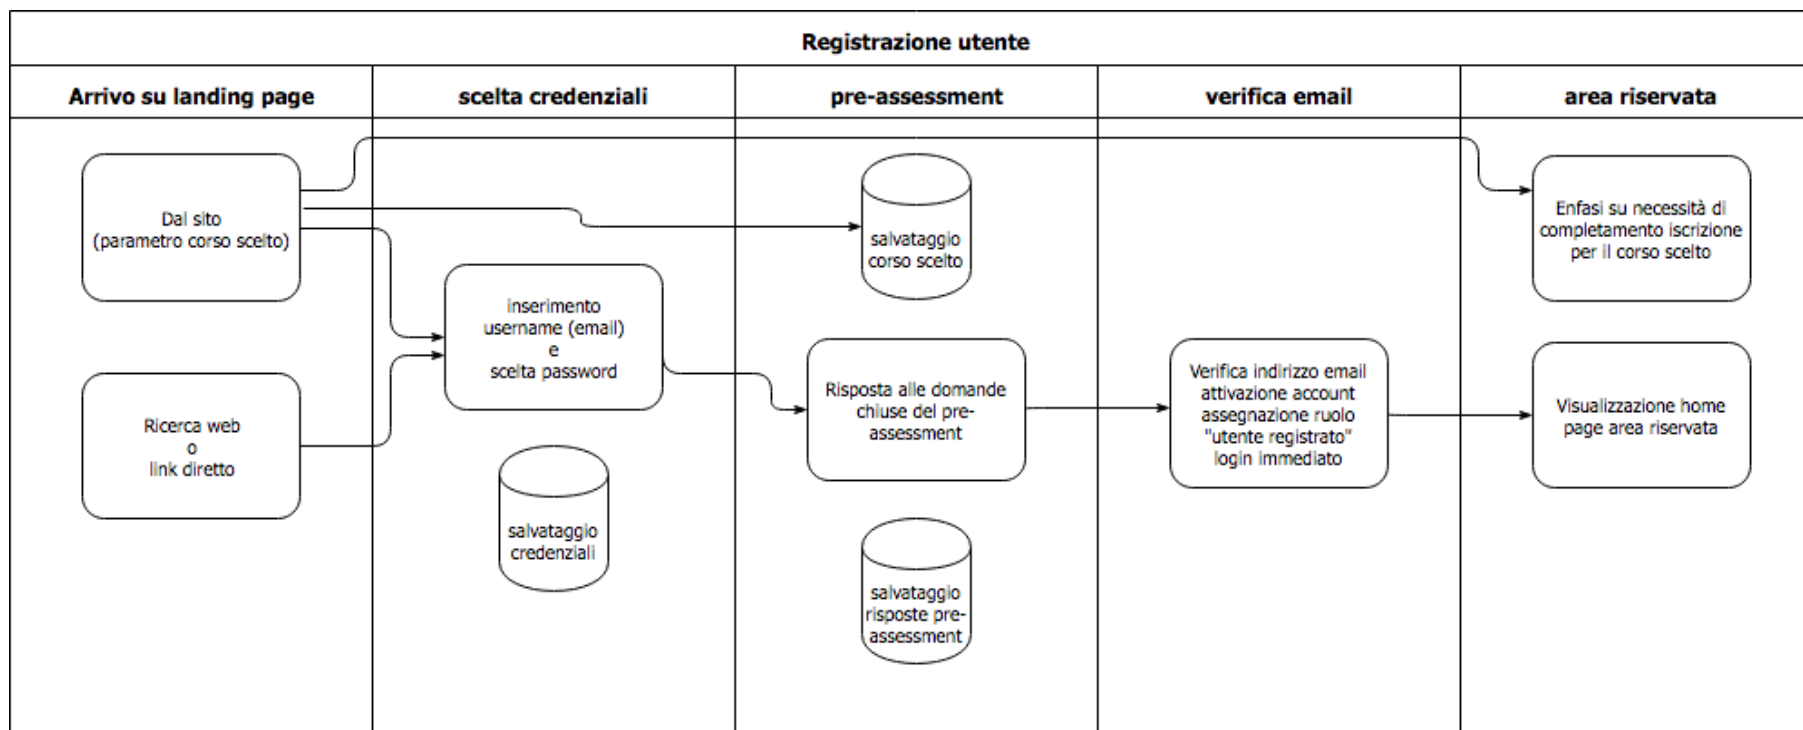 Registrazione utente
Arrivo su landing page
scelta credenziali
pre-assessment
verifica email
area riservata
Dal sito
(parametro corso scelto)
Ricerca web
o
link diretto
inserimento
username (email)
e
scelta password
salvataggio
credenziali
salvataggio
corso scelto
Risposta alle domande
chiuse del pre-
assessment
salvataggio
risposte pre-
assessment
Verifica indirizzo email
attivazione account
assegnazione ruolo
"utente registrato"
login immediato
Enfasi su necessità di
completamento iscrizione
per il corso scelto
Visualizzazione home
page area riservata